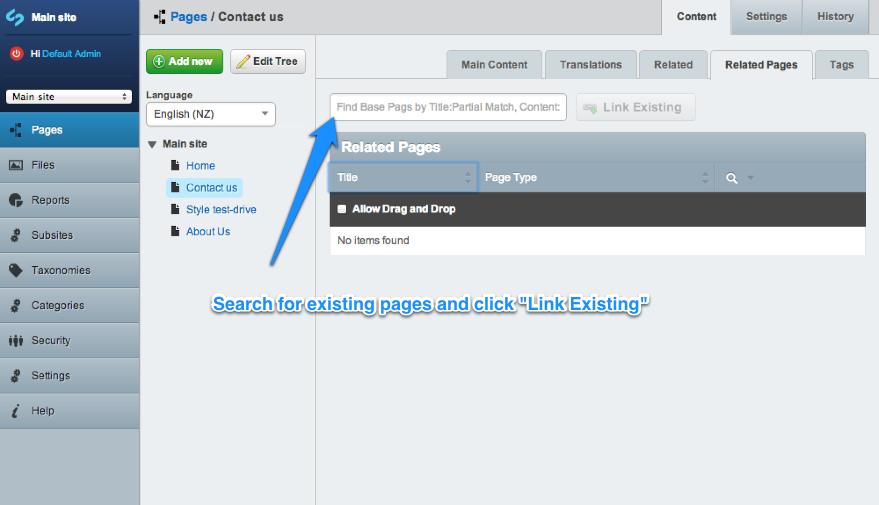 Main site
Hi Default Admin
Main site
Pages
Files
Reports
Subsites
Taxonomies
Categories
Security
Settings
Help
Pages / Contact us
Content
Settings
History
Add new
Edit Tree
Language
English (NZ)
Main site
Home
Contact us
Style test-drive
About Us
Main Content
Translations
Related
Related Pages
Tags
Find Base Pags by Title:Partial Match, Content:
Link Existing
Related Pages
Title
Page Type
Allow Drag and Drop
No items found
Search for existing pages and click "Link Existing"